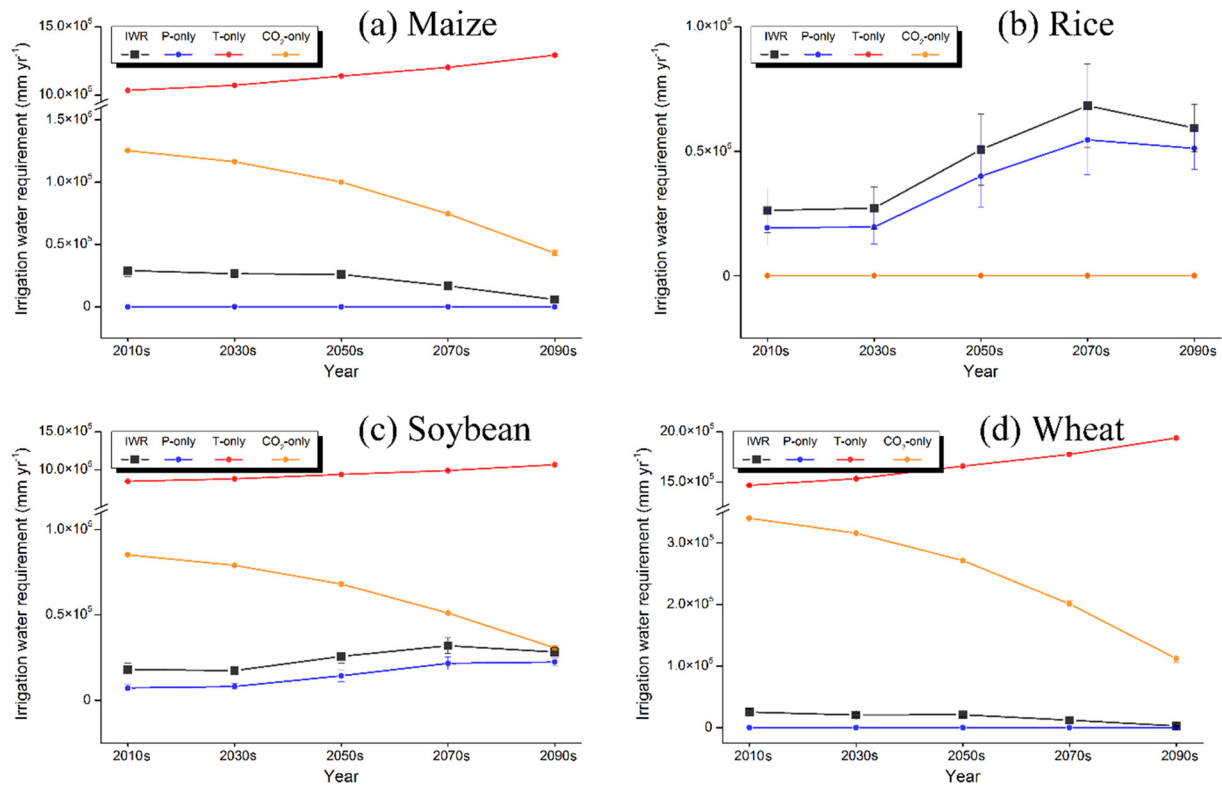 (a) Maize
IWR P-only T-only CO₂-only
Irrigation water requirement (mm yr⁻¹)
15.0×10⁵
10.0×10⁵
1.5×10⁵
1.0×10⁵
0.5×10⁵
0
2010s 2030s 2050s 2070s 2090s
Year
(b) Rice
IWR P-only T-only CO₂-only
Irrigation water requirement (mm yr⁻¹)
1.0×10⁵
0.5×10⁵
0
2010s 2030s 2050s 2070s 2090s
Year
(c) Soybean
IWR P-only T-only CO₂-only
Irrigation water requirement (mm yr⁻¹)
15.0×10⁵
10.0×10⁵
1.0×10⁵
0.5×10⁵
0
2010s 2030s 2050s 2070s 2090s
Year
(d) Wheat
IWR P-only T-only CO₂-only
Irrigation water requirement (mm yr⁻¹)
20.0×10⁵
15.0×10⁵
3.0×10⁵
2.0×10⁵
1.0×10⁵
0
2010s 2030s 2050s 2070s 2090s
Year